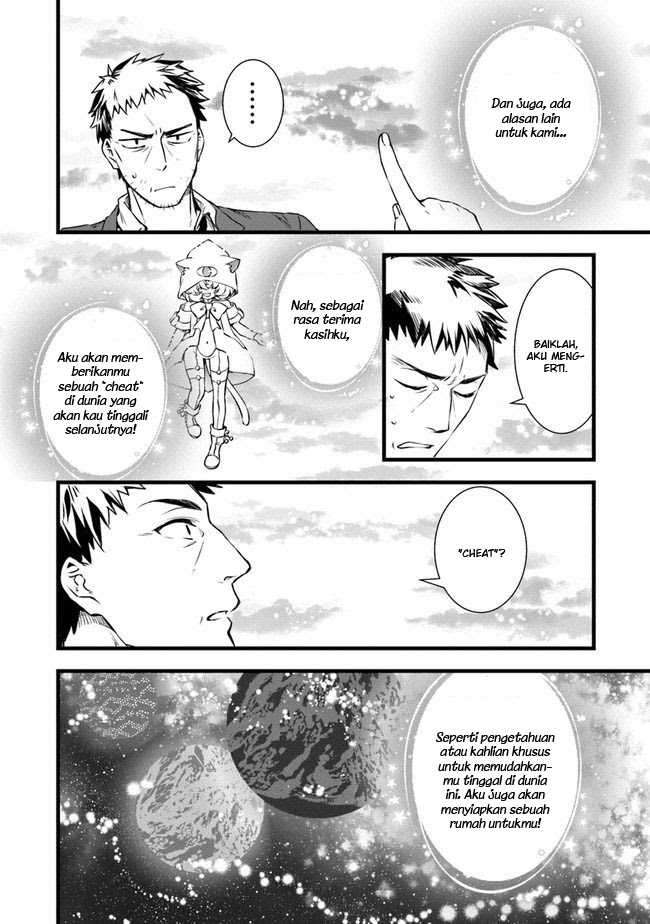 Dan juga, ada
alasan lain
untuk kami...
......
BAIKLAH,
AKU MENG-
ERTI.
Nah, sebagai
rasa terima
kasihku,
Aku akan mem-
berikanmu
sebuah "cheat"
di dunia yang
akan kau tinggali
selanjutnya!
"CHEAT"?
Seperti pengetahuan
atau kahlian khusus
untuk memudahkan-
mu tinggal di dunia
ini. Aku juga akan
menyiapkan sebuah
rumah untukmu!